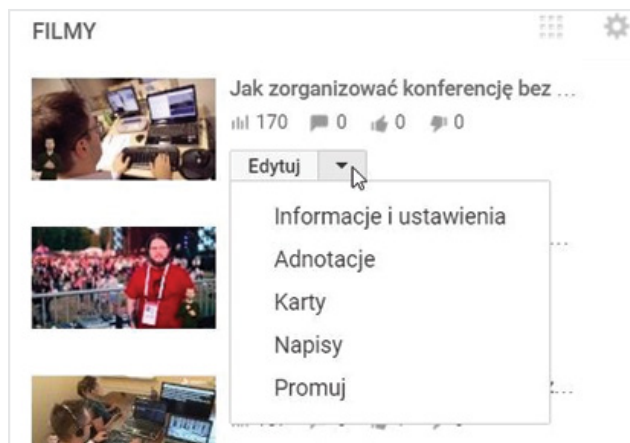 FILMY
Jak zorganizować konferencję bez ...
170 0 0 0
Edytuj
Informacje i ustawienia
...
Adnotacje
Karty
Napisy
Promuj